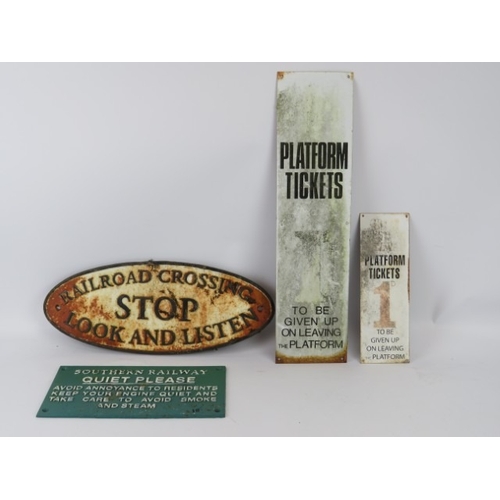 PLATFORM
TICKETS
1
TO BE
GIVEN UP
ON LEAVING
THE PLATFORM
PLATFORM
TICKETS
1
TO BE
GIVEN UP
ON LEAVING
THE PLATFORM
RAILROAD CROSSING
STOP
LOOK AND LISTEN
SOUTHERN RAILWAY
QUIET PLEASE
AVOID ANNOYANCE TO RESIDENTS
KEEP YOUR ENGINE QUIET AND
TAKE CARE TO AVOID SMOKE
AND STEAM